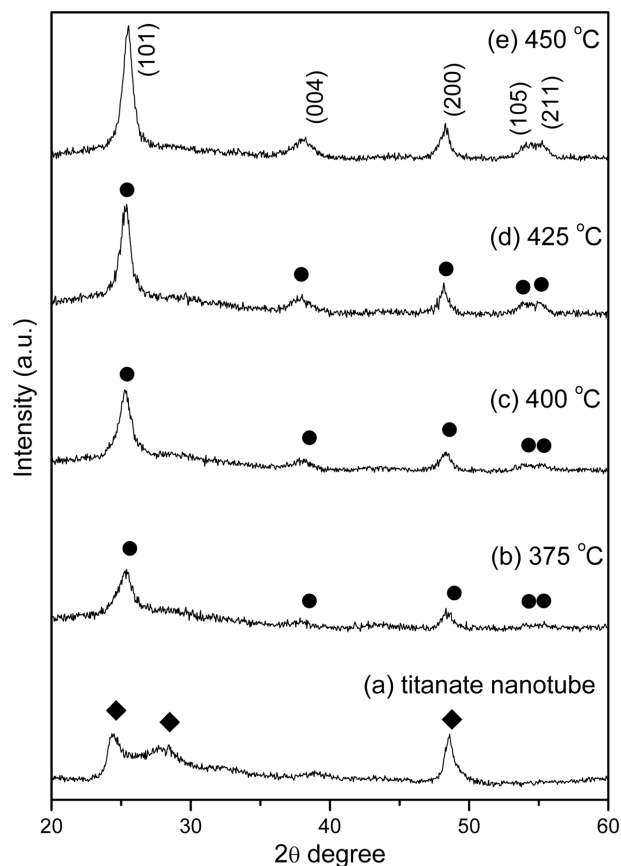 (e) 450 °C
(101)
(004)
(200)
(105)
(211)
(d) 425 °C
(c) 400 °C
(b) 375 °C
(a) titanate nanotube
Intensity (a.u.)
20 30 40 50 60
2θ degree